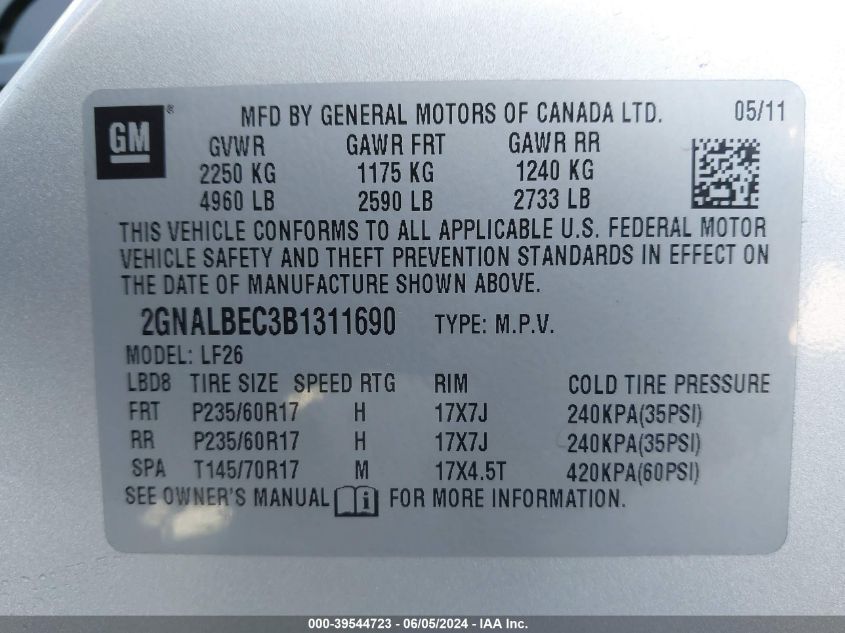 GM ® MFD BY GENERAL MOTORS OF CANADA LTD. 05/11
GVWR GAWR FRT GAWR RR
2250 KG 1175 KG 1240 KG
4960 LB 2590 LB 2733 LB
THIS VEHICLE CONFORMS TO ALL APPLICABLE U.S. FEDERAL MOTOR
VEHICLE SAFETY AND THEFT PREVENTION STANDARDS IN EFFECT ON
THE DATE OF MANUFACTURE SHOWN ABOVE.
2GNALBEC3B1311690 TYPE: M.P.V.
MODEL: LF26
LBD8 TIRE SIZE SPEED RTG RIM COLD TIRE PRESSURE
FRT P235/60R17 H 17X7J 240KPA(35PSI)
RR P235/60R17 H 17X7J 240KPA(35PSI)
SPA T145/70R17 M 17X4.5T 420KPA(60PSI)
SEE OWNER'S MANUAL i FOR MORE INFORMATION.
000-39544723 - 06/05/2024 - IAA Inc.